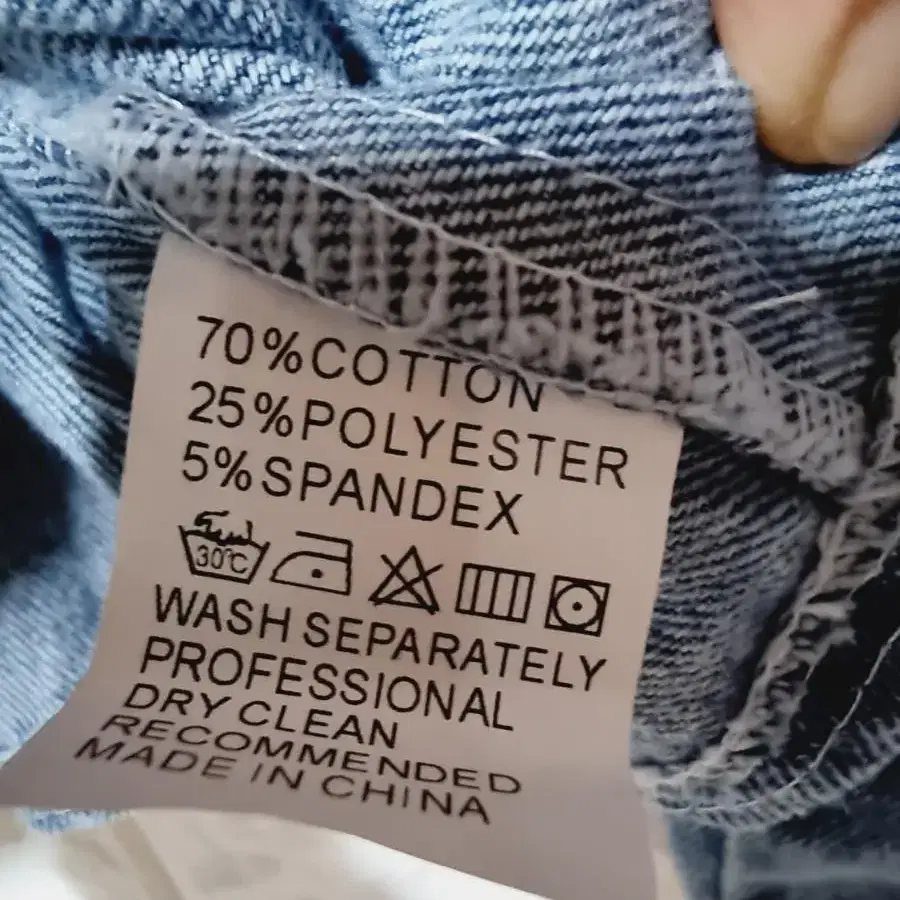 70%COTTON
25%POLYESTER
5%SPANDEX
30°C
WASH SEPARATELY
PROFESSIONAL
DRY CLEAN
RECOMMENDED
MADE IN CHINA